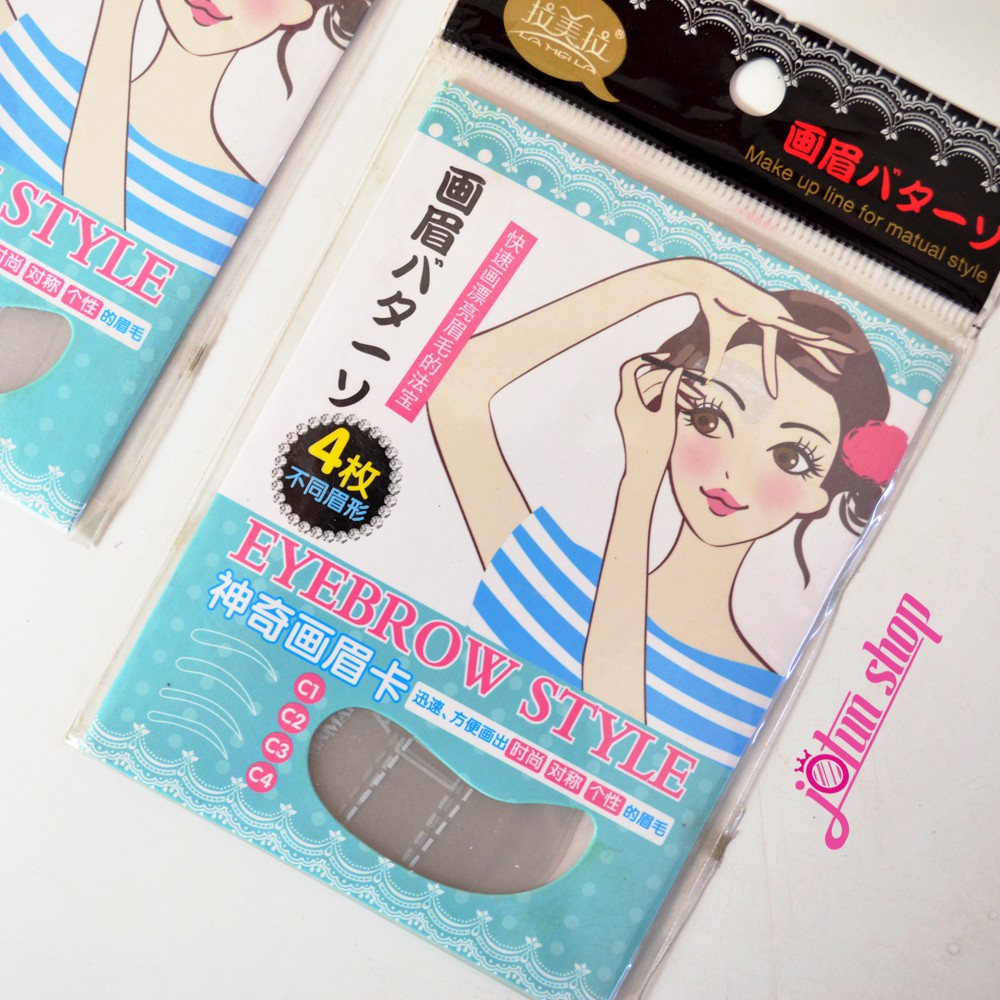 拉美拉®
LA MEI LA
画眉バターソ
Make up line for matual style
画眉バターソ
快速画漂亮眉毛的法宝
4枚
不同眉形
EYEBROW STYLE
神奇画眉卡
迅速、方便画出时尚 对称 个性的眉毛
C1
C2
C3
C4
STYLE
时尚 对称 个性的眉毛
jotun shop